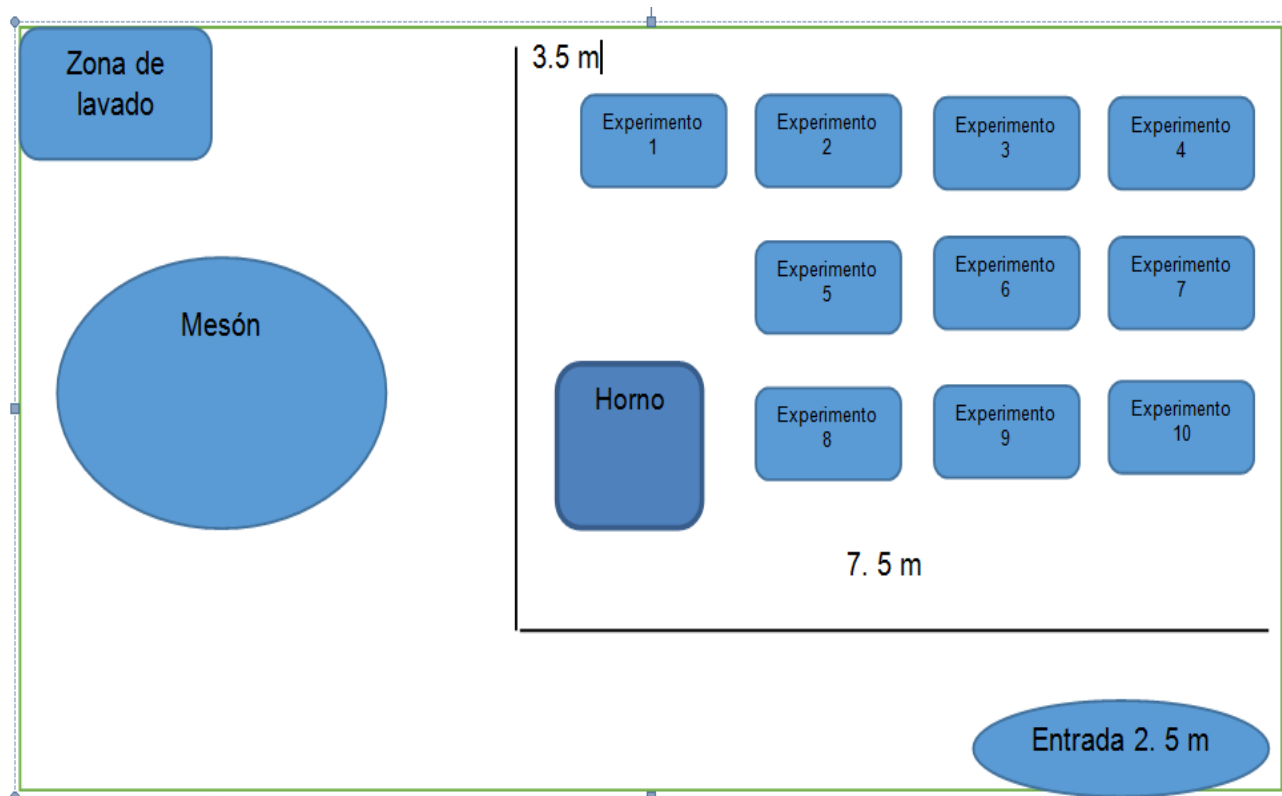 Zona de
lavado
3.5 m
Experimento
1
Experimento
2
Experimento
3
Experimento
4
Experimento
5
Experimento
6
Experimento
7
Mesón
Horno
Experimento
8
Experimento
9
Experimento
10
7. 5 m
Entrada 2. 5 m